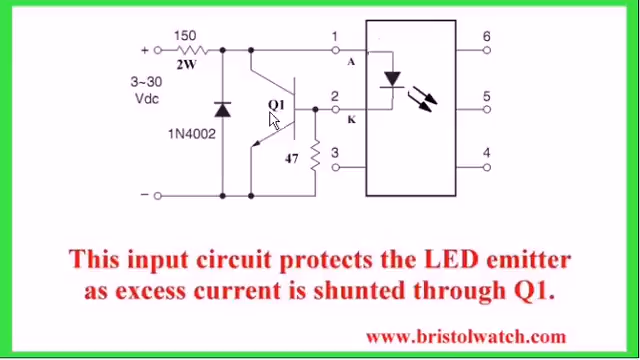 150
1
6
+
2W
A
3~30
Vdc
Q1
2
5
K
1N4002
47
3
4
−
This input circuit protects the LED emitter
as excess current is shunted through Q1.
www.bristolwatch.com